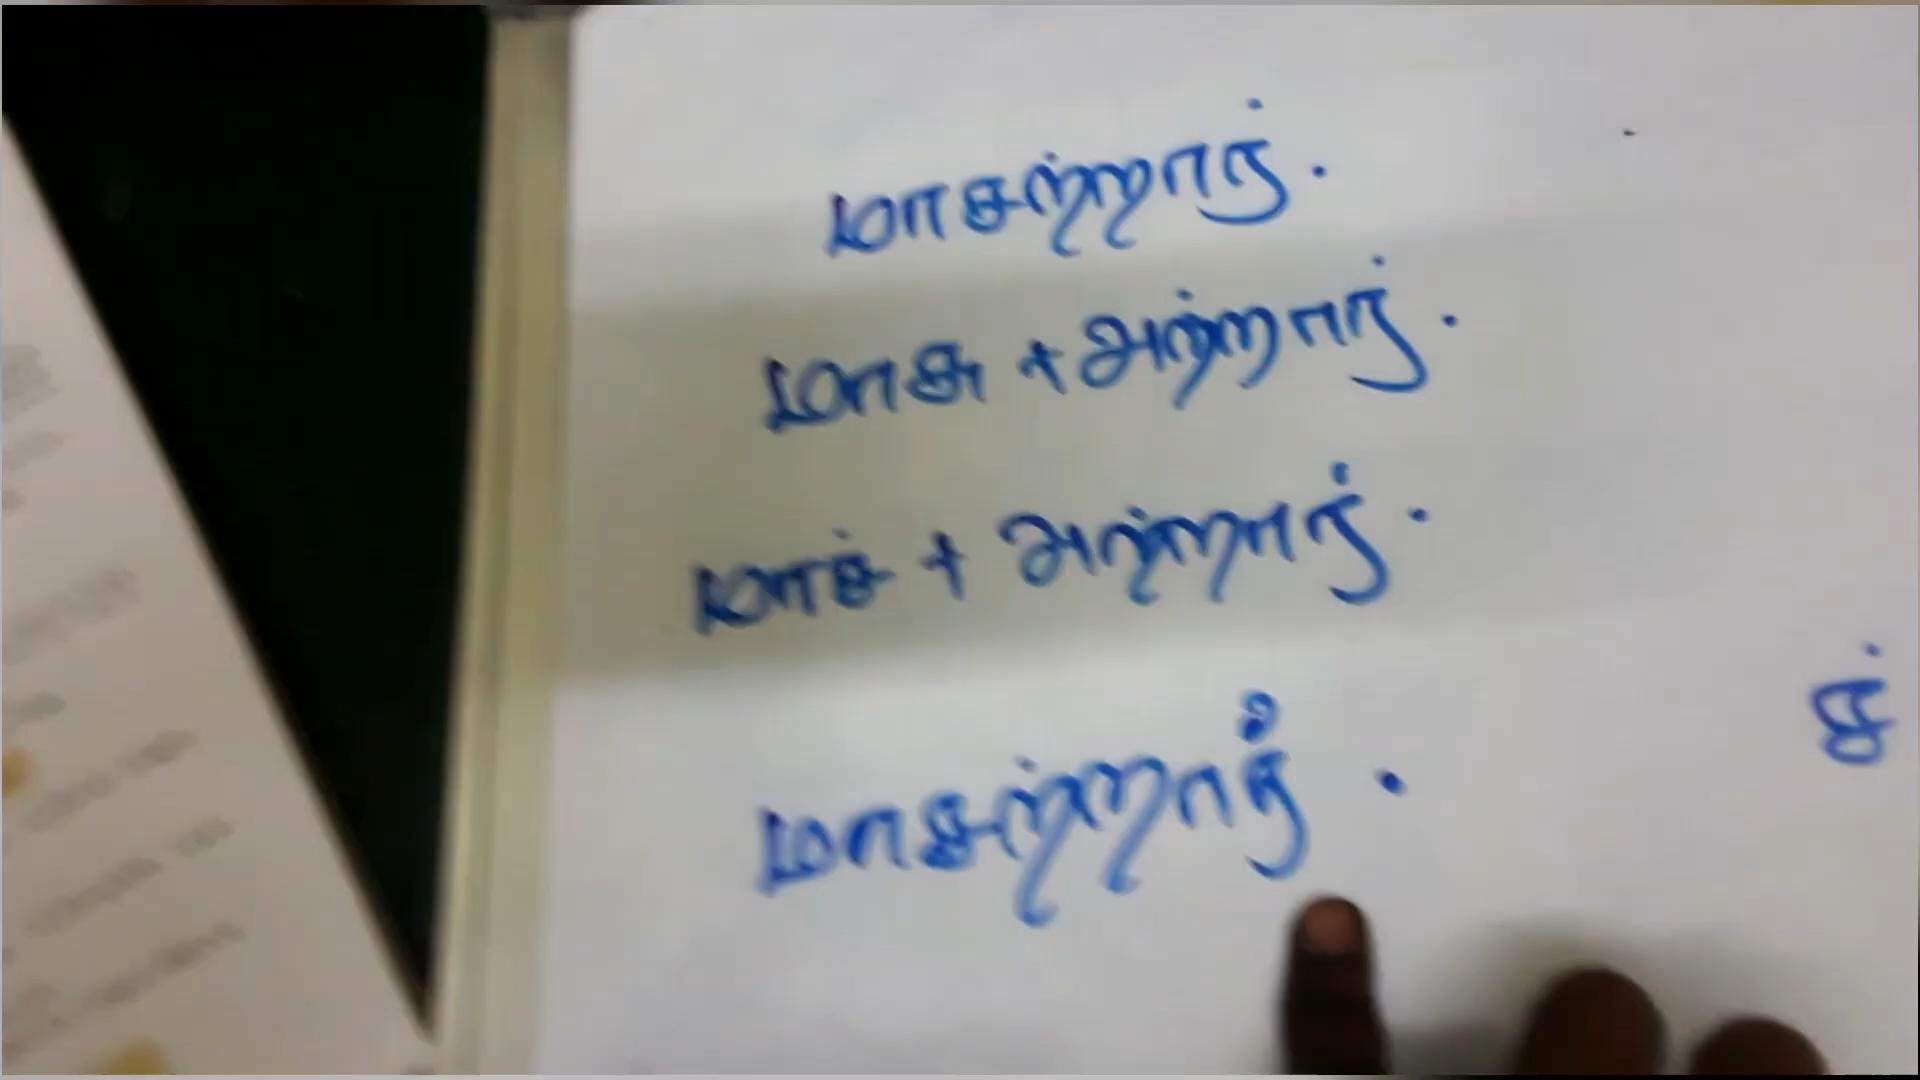 மாசற்றார்.
மாசு + அற்றார்.
மாச் + அற்றார்.
மாசற்றார்.
ச்